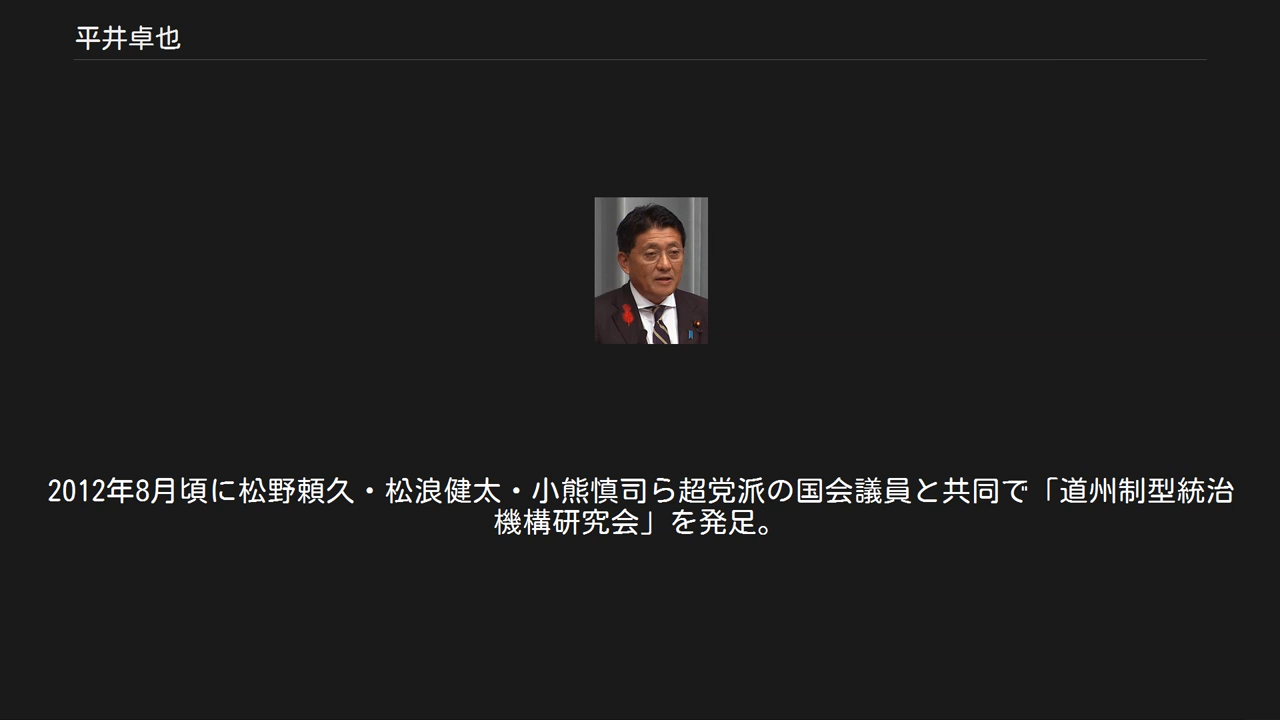 平井卓也
2012年8月頃に松野頼久・松浪健太・小熊慎司ら超党派の国会議員と共同で「道州制型統治
機構研究会」を発足。